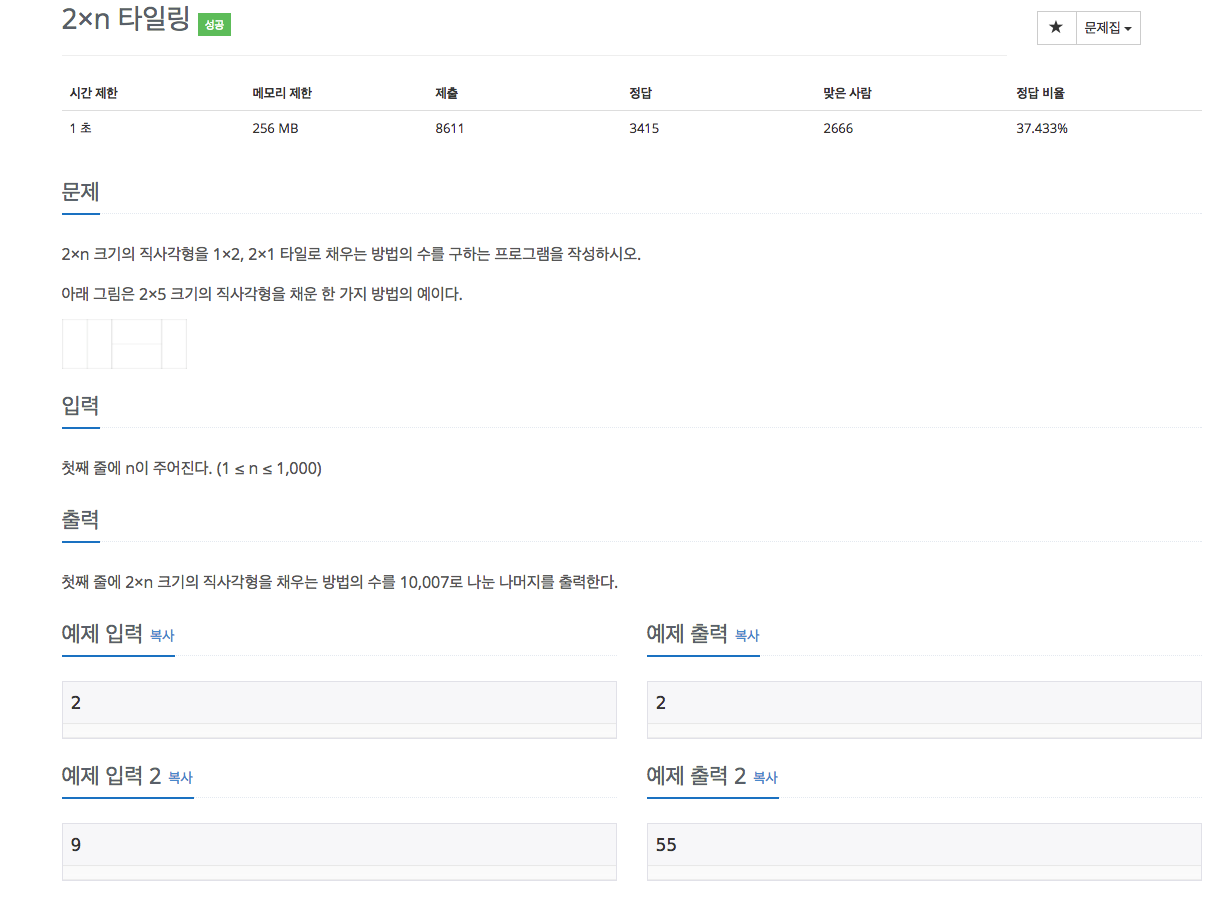 2×n 타일링 성공
★ 문제집
시간 제한 메모리 제한 제출 정답 맞은 사람 정답 비율
1 초 256 MB 8611 3415 2666 37.433%
문제
2×n 크기의 직사각형을 1×2, 2×1 타일로 채우는 방법의 수를 구하는 프로그램을 작성하시오.
아래 그림은 2×5 크기의 직사각형을 채운 한 가지 방법의 예이다.
입력
첫째 줄에 n이 주어진다. (1 ≤ n ≤ 1,000)
출력
첫째 줄에 2×n 크기의 직사각형을 채우는 방법의 수를 10,007로 나눈 나머지를 출력한다.
예제 입력 복사
2
예제 출력 복사
2
예제 입력 2 복사
9
예제 출력 2 복사
55